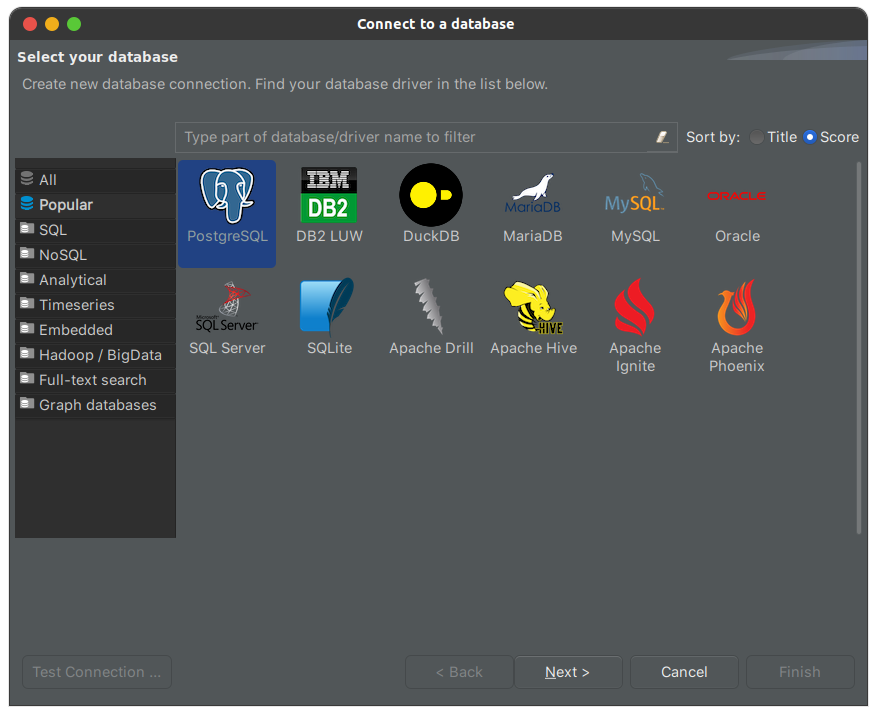 Connect to a database
Select your database
Create new database connection. Find your database driver in the list below.
Type part of database/driver name to filter
Sort by: Title Score
All
Popular
SQL
NoSQL
Analytical
Timeseries
Embedded
Hadoop / BigData
Full-text search
Graph databases
IBM
DB2
MariaDB
MySQL
ORACLE
PostgreSQL DB2 LUW DuckDB MariaDB MySQL Oracle
Microsoft
SQL Server
HIVE
SQL Server SQLite Apache Drill Apache Hive Apache Ignite Apache Phoenix
Test Connection ... < Back Next > Cancel Finish